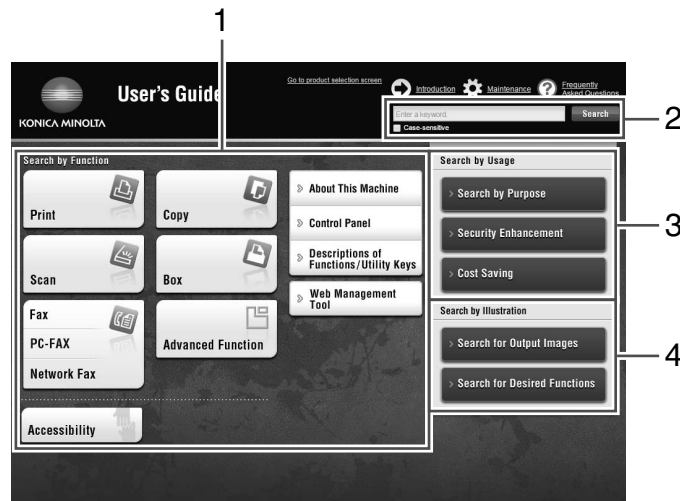 1
Go to product selection screen
Introduction
Maintenance
Frequently
Asked Questions
User's Guide
KONICA MINOLTA
Enter a keyword.
Search
Case-sensitive
2
Search by Function
Print
Copy
Scan
Box
Fax
PC-FAX
Network Fax
Advanced Function
Accessibility
About This Machine
Control Panel
Descriptions of
Functions/Utility Keys
Web Management
Tool
Search by Usage
Search by Purpose
Security Enhancement
Cost Saving
3
Search by Illustration
Search for Output Images
Search for Desired Functions
4